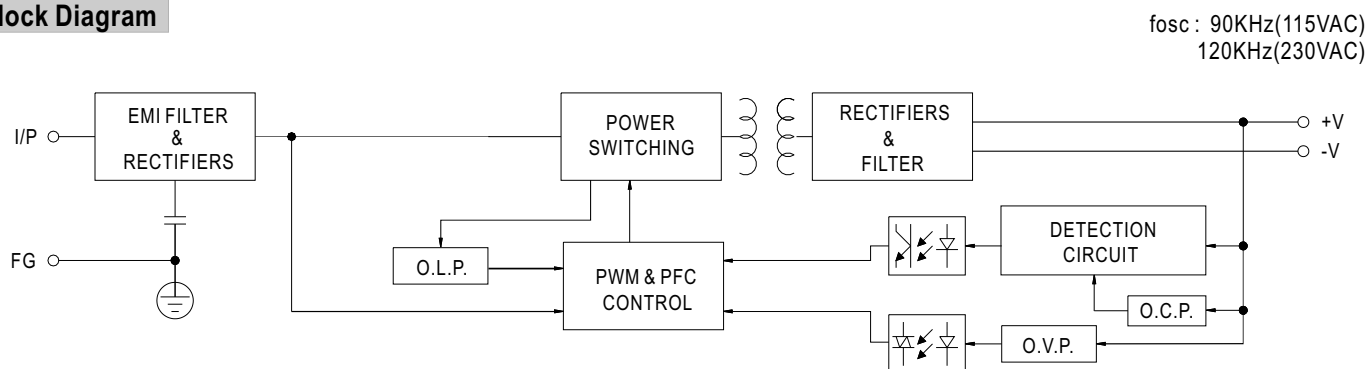 lock Diagram
fosc : 90KHz(115VAC)
120KHz(230VAC)
I/P
EMI FILTER
&
RECTIFIERS
POWER
SWITCHING
RECTIFIERS
&
FILTER
+V
-V
FG
O.L.P.
PWM & PFC
CONTROL
DETECTION
CIRCUIT
O.C.P.
O.V.P.